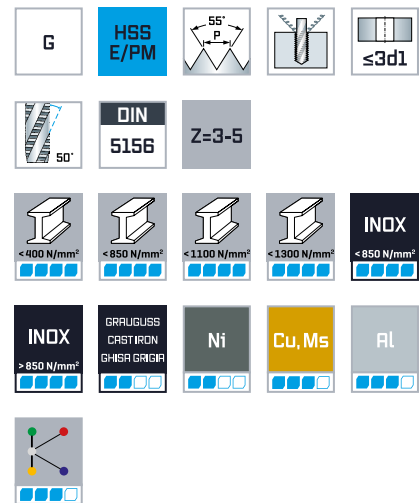 G
HSS
E/PM
55°
P
≤3d1
50°
DIN
5156
Z=3-5
<400 N/mm²
<850 N/mm²
<1100 N/mm²
<1300 N/mm²
INOX
<850 N/mm²
INOX
>850 N/mm²
GRAUGUSS
CAST IRON
GHISA GRIGIA
Ni
Cu, Ms
Al